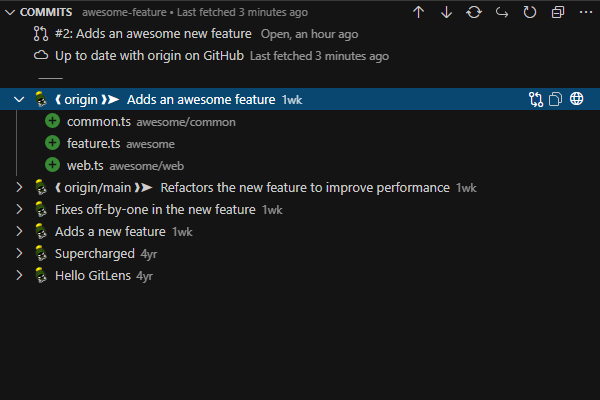 COMMITS awesome-feature • Last fetched 3 minutes ago
#2: Adds an awesome new feature Open, an hour ago
Up to date with origin on GitHub Last fetched 3 minutes ago
❰ origin ❱➤ Adds an awesome feature 1wk
common.ts awesome/common
feature.ts awesome
web.ts awesome/web
❰ origin/main ❱➤ Refactors the new feature to improve performance 1wk
Fixes off-by-one in the new feature 1wk
Adds a new feature 1wk
Supercharged 4yr
Hello GitLens 4yr